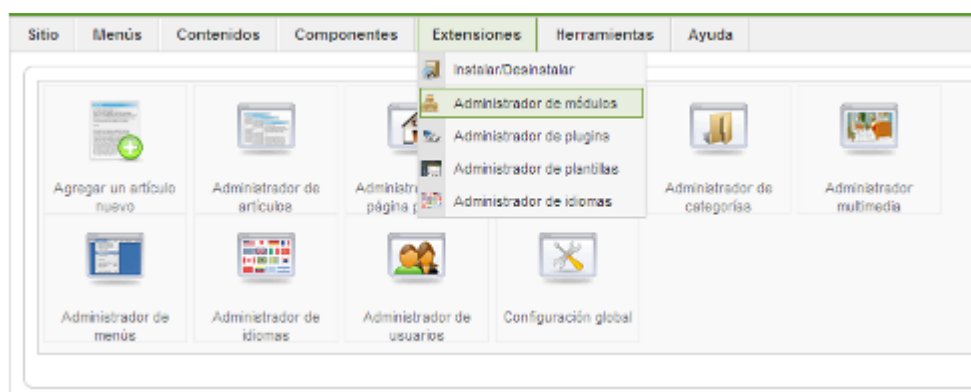 Sitio Menús Contenidos Componentes Extensiones Herramientas Ayuda
Instalar/Desinstalar
Administrador de módulos
Administrador de plugins
Administrador de plantillas
Administrador de idiomas
Agregar un artículo
nuevo
Administrador de
artículos
página
Administrador de
categorías
Administrador
multimedia
Administrador de
menús
Administrador de
idiomas
Administrador de
usuarios
Configuración global